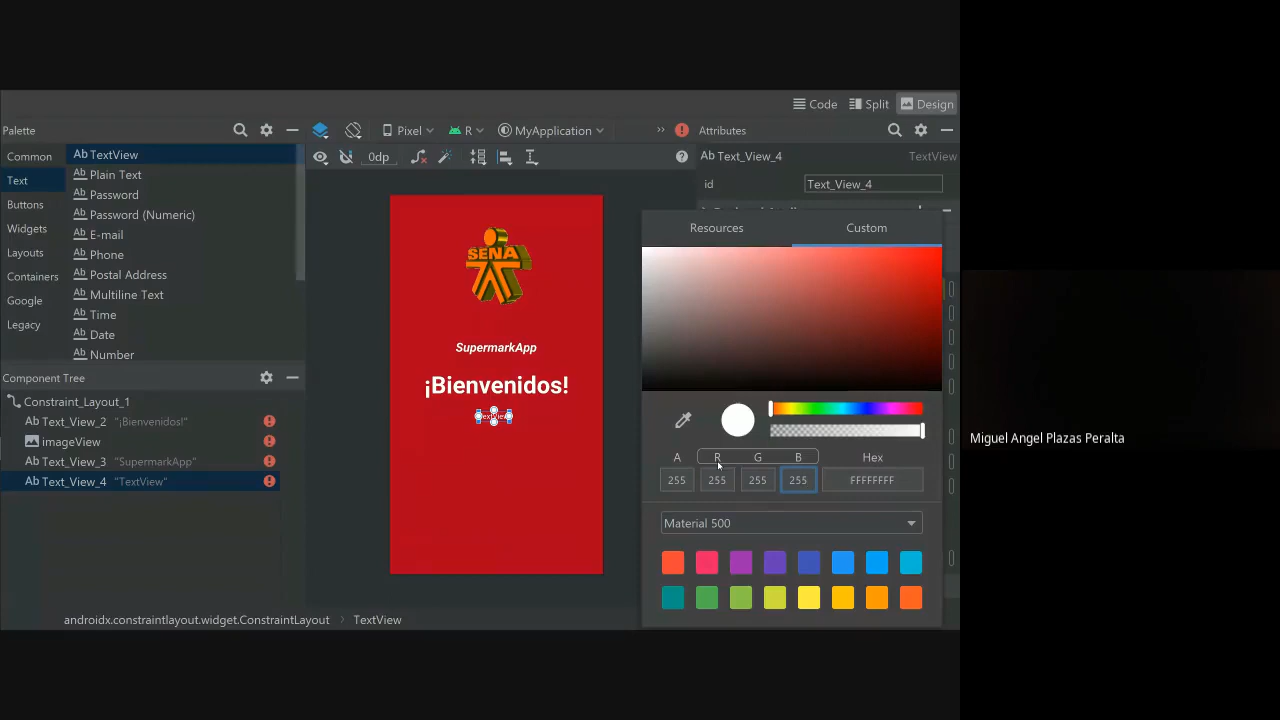 Code Split Design
Palette
Pixel R MyApplication
Attributes
Common
Text
Buttons
Widgets
Layouts
Containers
Google
Legacy
Ab TextView
Ab Plain Text
Ab Password
Ab Password (Numeric)
Ab E-mail
Ab Phone
Ab Postal Address
Ab Multiline Text
Ab Time
Ab Date
Ab Number
0dp
Ab Text_View_4 TextView
id Text_View_4
SENA
SupermarkApp
¡Bienvenidos!
Resources Custom
A R G B Hex
255 255 255 255 FFFFFFFF
Material 500
Component Tree
Constraint_Layout_1
Ab Text_View_2 "¡Bienvenidos!"
imageView
Ab Text_View_3 "SupermarkApp"
Ab Text_View_4 "TextView"
androidx.constraintlayout.widget.ConstraintLayout > TextView
Miguel Angel Plazas Peralta